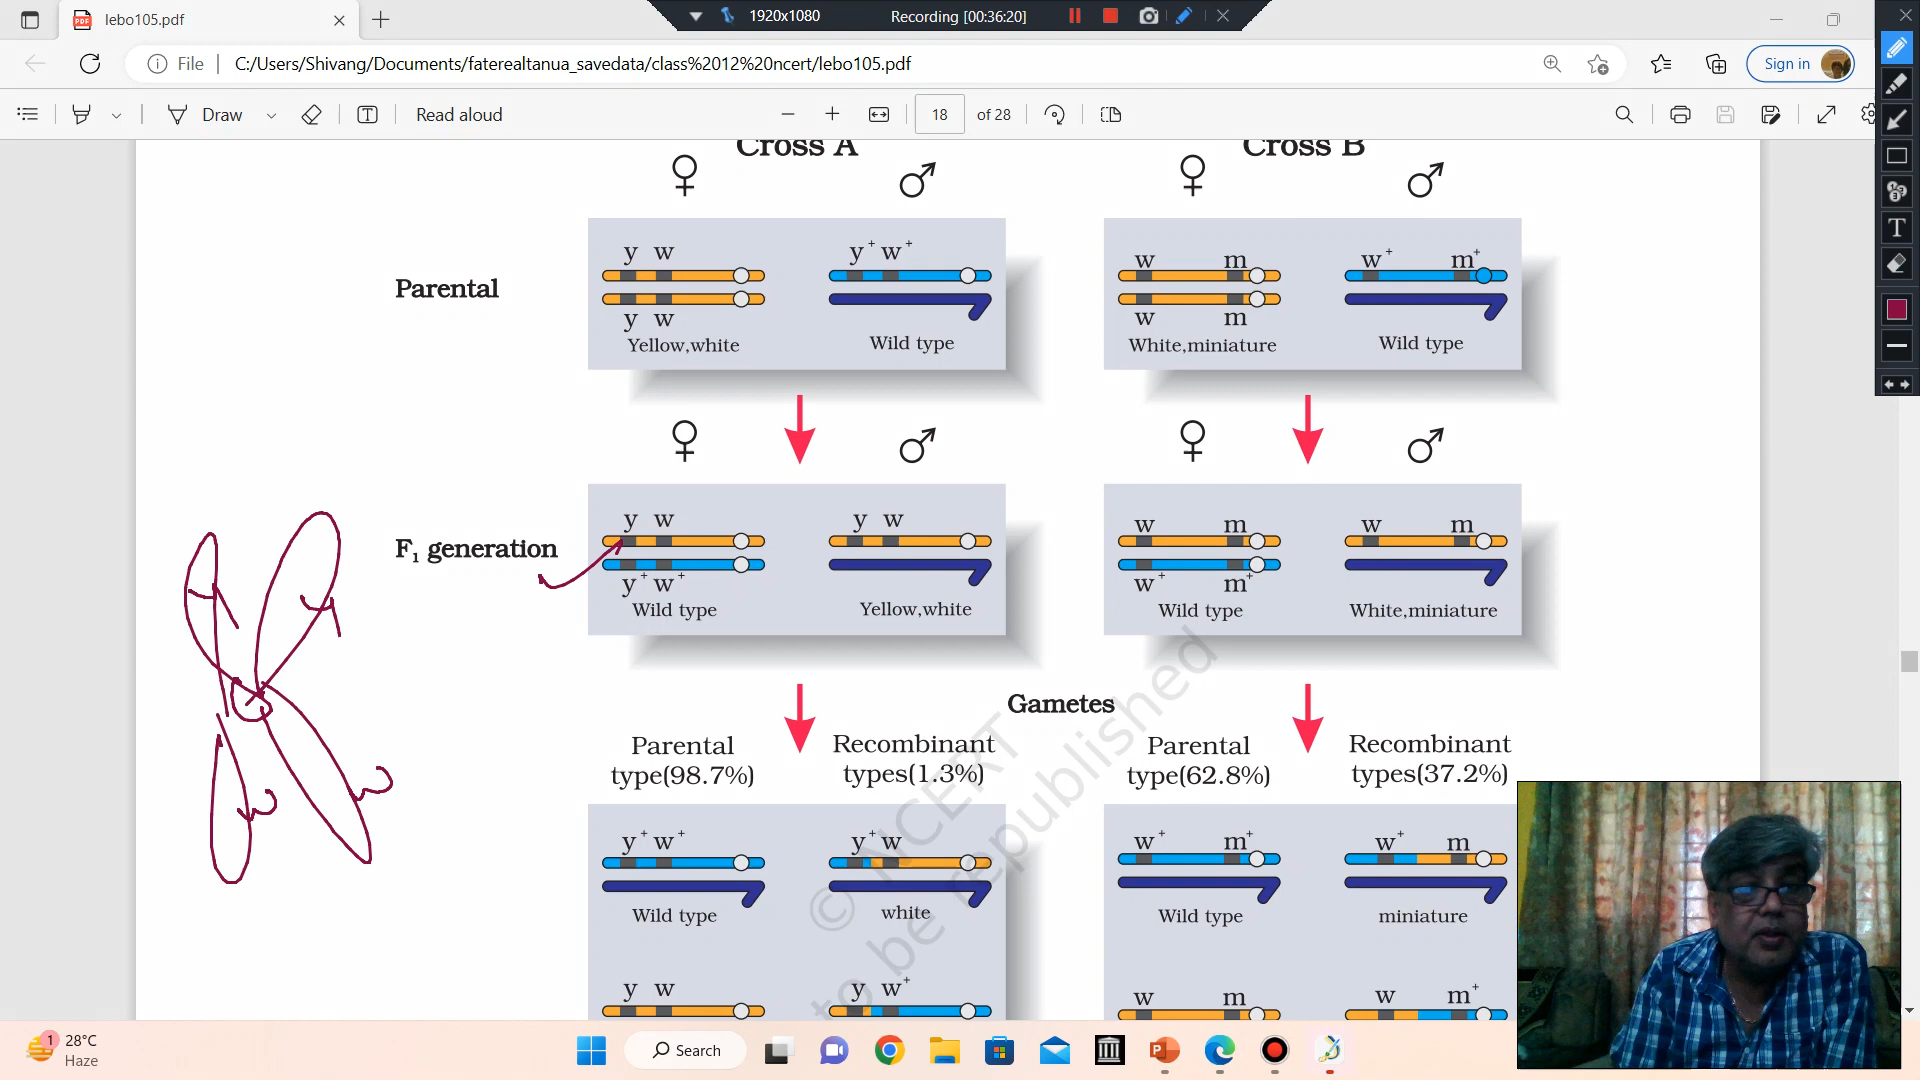 lebo105.pdf
1920x1080
Recording [00:36:20]
File
C:/Users/Shivang/Documents/faterealtanua_savedata/class%2012%20ncert/lebo105.pdf
Sign in
Draw
Read aloud
18
of 28
Cross A
Cross B
♀ ♂ ♀ ♂
Parental
y w
y w
Yellow,white
y+ w+
Wild type
w m
w m
White,miniature
w+ m+
Wild type
♀ ♂ ♀ ♂
F1 generation
y w
y+ w+
Wild type
y w
Yellow,white
w m
w+ m+
Wild type
w m
White,miniature
Gametes
Parental
type(98.7%)
Recombinant
types(1.3%)
Parental
type(62.8%)
Recombinant
types(37.2%)
y+ w+
Wild type
y+ w
white
w+ m+
Wild type
w+ m
miniature
y w
y w+
w m
w m+
© NCERT
to be republished
1
28°C
Haze
Search